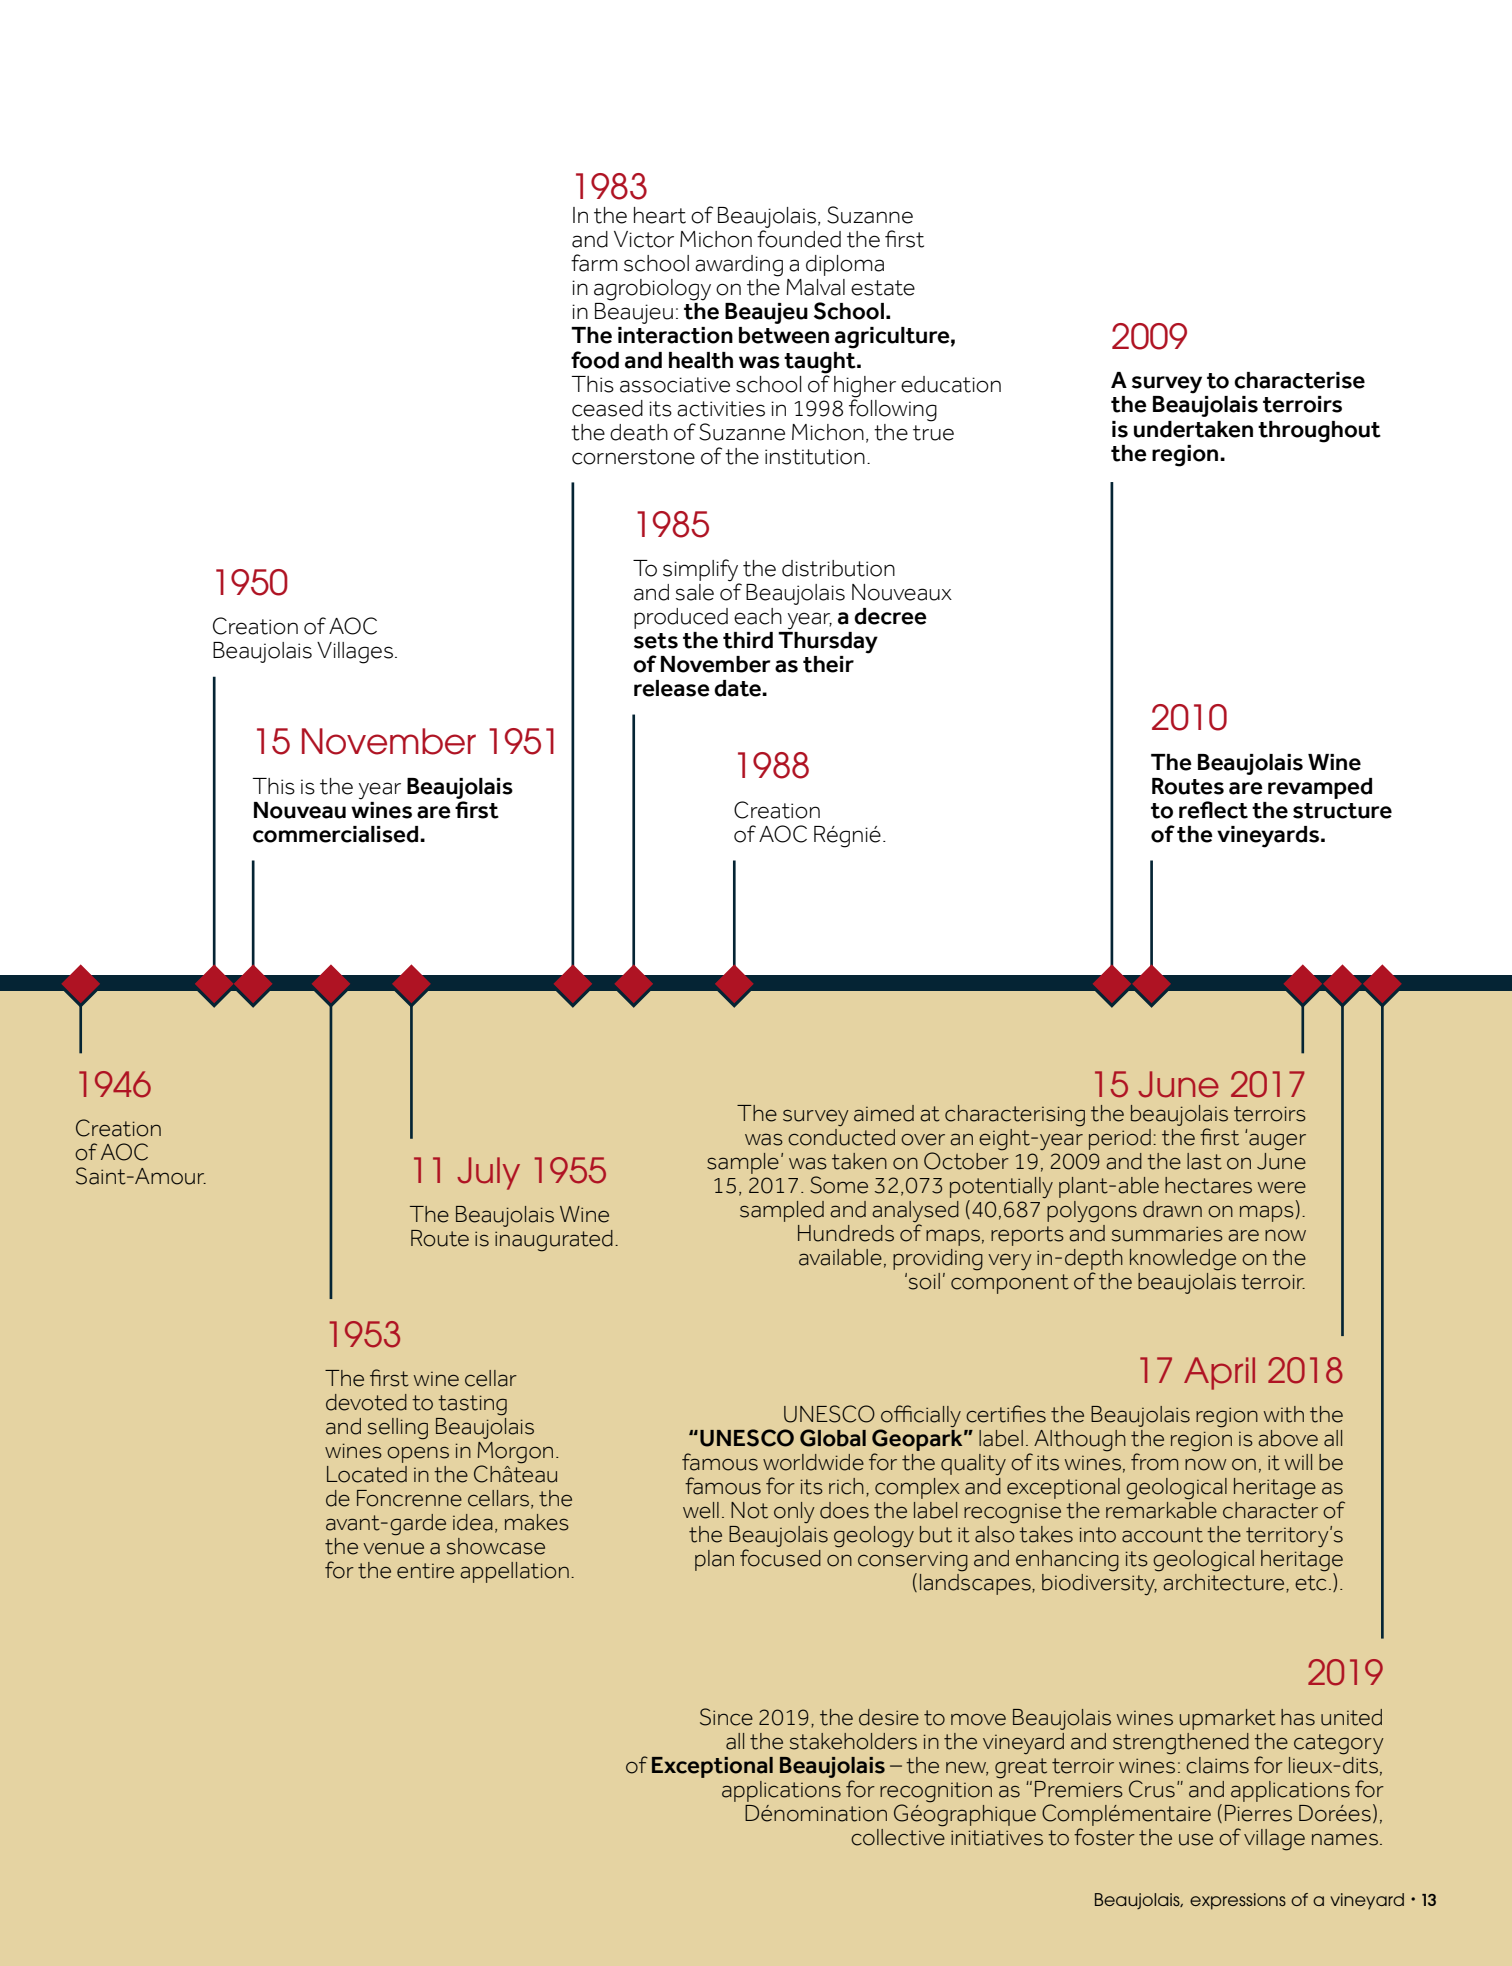 1983
In the heart of Beaujolais, Suzanne
and Victor Michon founded the first
farm school awarding a diploma
in agrobiology on the Malval estate
in Beaujeu: the Beaujeu School.
The interaction between agriculture,
food and health was taught.
This associative school of higher education
ceased its activities in 1998 following
the death of Suzanne Michon, the true
cornerstone of the institution.
2009
A survey to characterise
the Beaujolais terroirs
is undertaken throughout
the region.
1985
To simplify the distribution
and sale of Beaujolais Nouveaux
produced each year, a decree
sets the third Thursday
of November as their
release date.
1950
Creation of AOC
Beaujolais Villages.
15 November 1951
This is the year Beaujolais
Nouveau wines are first
commercialised.
1988
Creation
of AOC Régnié.
2010
The Beaujolais Wine
Routes are revamped
to reflect the structure
of the vineyards.
1946
Creation
of AOC
Saint-Amour.
11 July 1955
The Beaujolais Wine
Route is inaugurated.
1953
The first wine cellar
devoted to tasting
and selling Beaujolais
wines opens in Morgon.
Located in the Château
de Foncrenne cellars, the
avant-garde idea, makes
the venue a showcase
for the entire appellation.
15 June 2017
The survey aimed at characterising the beaujolais terroirs
was conducted over an eight-year period: the first ‘auger
sample’ was taken on October 19, 2009 and the last on June
15, 2017. Some 32,073 potentially plant-able hectares were
sampled and analysed (40,687 polygons drawn on maps).
Hundreds of maps, reports and summaries are now
available, providing very in-depth knowledge on the
‘soil’ component of the beaujolais terroir.
17 April 2018
UNESCO officially certifies the Beaujolais region with the
“UNESCO Global Geopark” label. Although the region is above all
famous worldwide for the quality of its wines, from now on, it will be
famous for its rich, complex and exceptional geological heritage as
well. Not only does the label recognise the remarkable character of
the Beaujolais geology but it also takes into account the territory’s
plan focused on conserving and enhancing its geological heritage
(landscapes, biodiversity, architecture, etc.).
2019
Since 2019, the desire to move Beaujolais wines upmarket has united
all the stakeholders in the vineyard and strengthened the category
of Exceptional Beaujolais – the new, great terroir wines: claims for lieux-dits,
applications for recognition as “Premiers Crus” and applications for
Dénomination Géographique Complémentaire (Pierres Dorées),
collective initiatives to foster the use of village names.
Beaujolais, expressions of a vineyard • 13